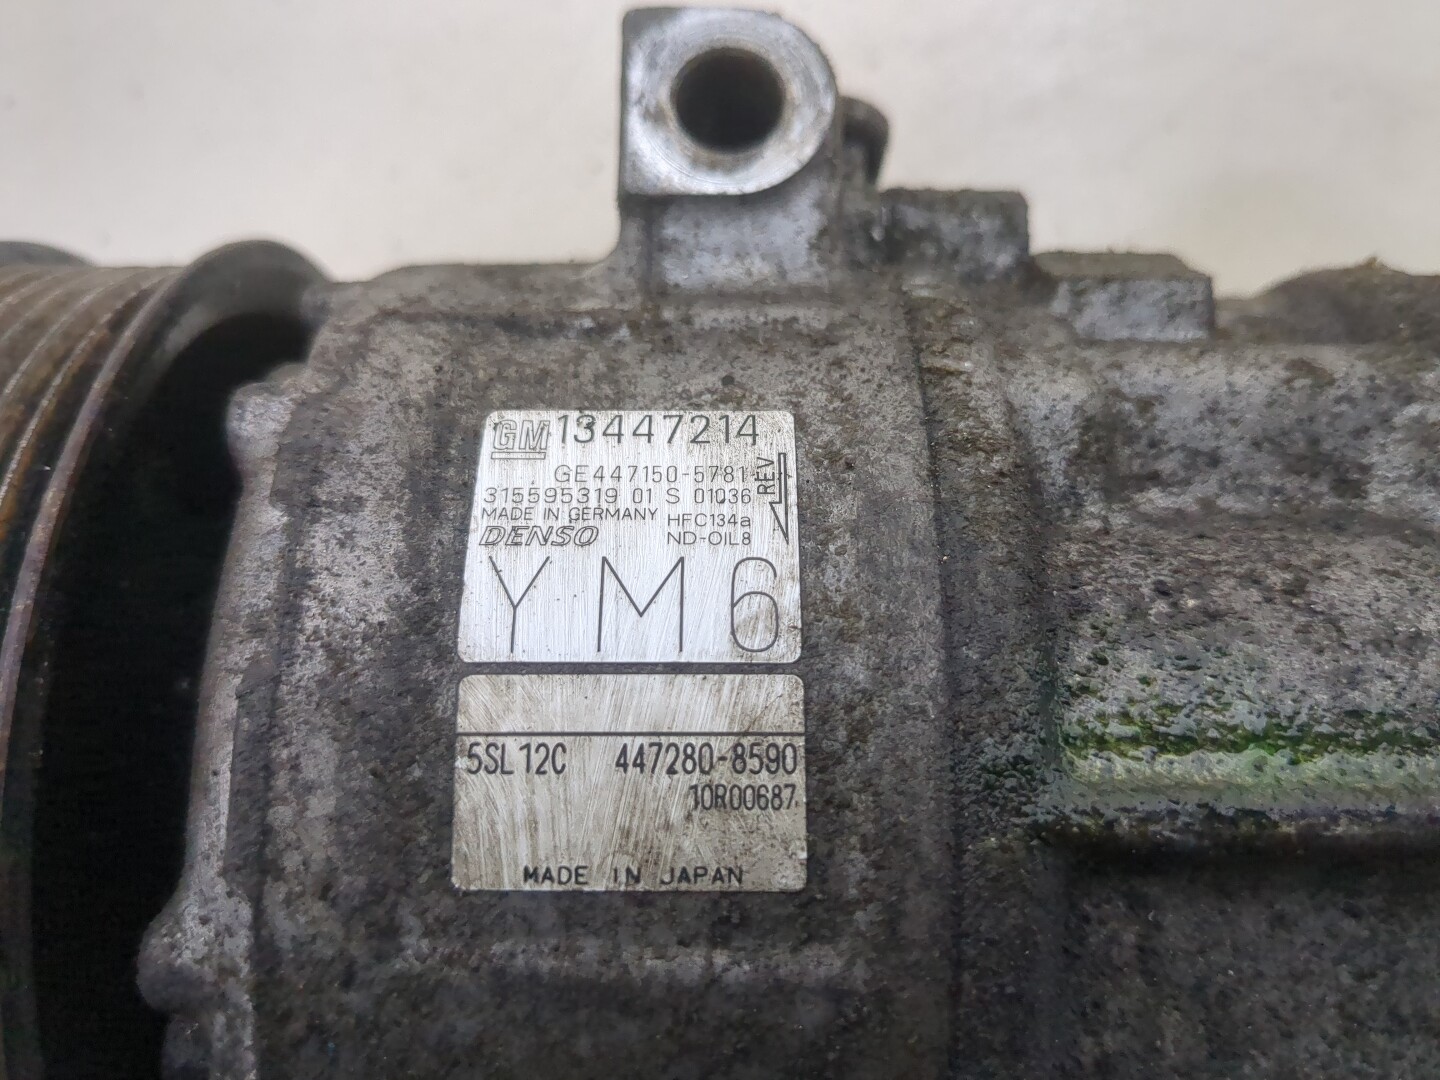 GM 13447214
GE447150-5781
REV
315595319 01 S 01036
MADE IN GERMANY HFC134a
DENSO ND-OIL8
YM6
5SL12C 447280-8590
10R00687
MADE IN JAPAN